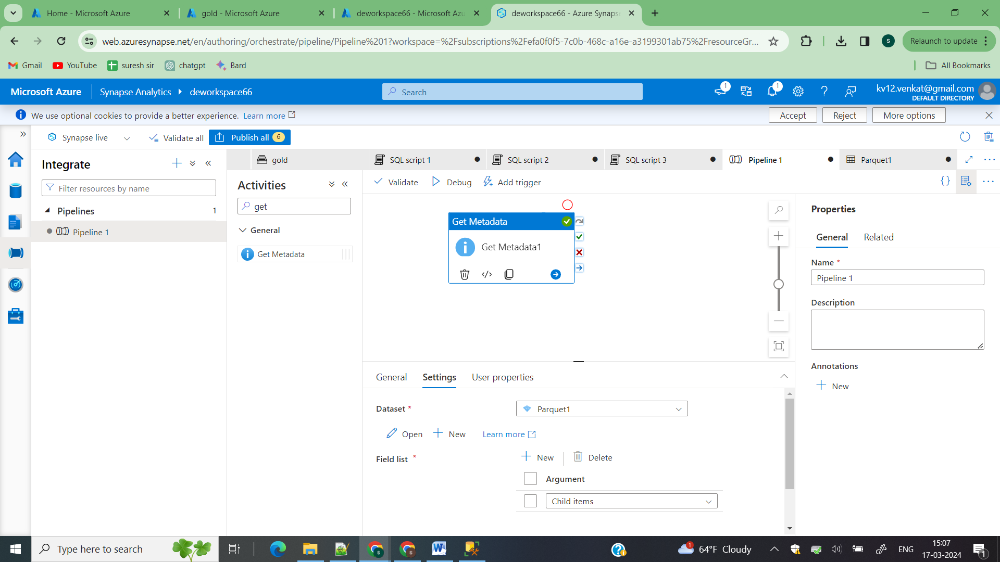 Home - Microsoft Azure
gold - Microsoft Azure
deworkspace66 - Microsoft Azu
deworkspace66 - Azure Synapse
web.azuresynapse.net/en/authoring/orchestrate/pipeline/Pipeline%201?workspace=%2Fsubscriptions%2Fefa0f0f5-7c0b-468c-a16e-a3199301ab75%2FresourceGr...
S
Relaunch to update
Gmail
YouTube
suresh sir
chatgpt
Bard
All Bookmarks
Microsoft Azure
Synapse Analytics
deworkspace66
Search
1
1
kv12.venkat@gmail.com
DEFAULT DIRECTORY
We use optional cookies to provide a better experience. Learn more
Accept
Reject
More options
Synapse live
Validate all
Publish all 6
Integrate
Filter resources by name
Pipelines
1
Pipeline 1
gold
SQL script 1
SQL script 2
SQL script 3
Pipeline 1
Parquet1
Activities
get
General
Get Metadata
Validate
Debug
Add trigger
Get Metadata
Get Metadata1
Properties
General
Related
Name *
Pipeline 1
Description
Annotations
New
General
Settings
User properties
Dataset *
Parquet1
Open
New
Learn more
Field list *
New
Delete
Argument
Child items
Type here to search
1
64°F Cloudy
ENG
15:07
17-03-2024
1